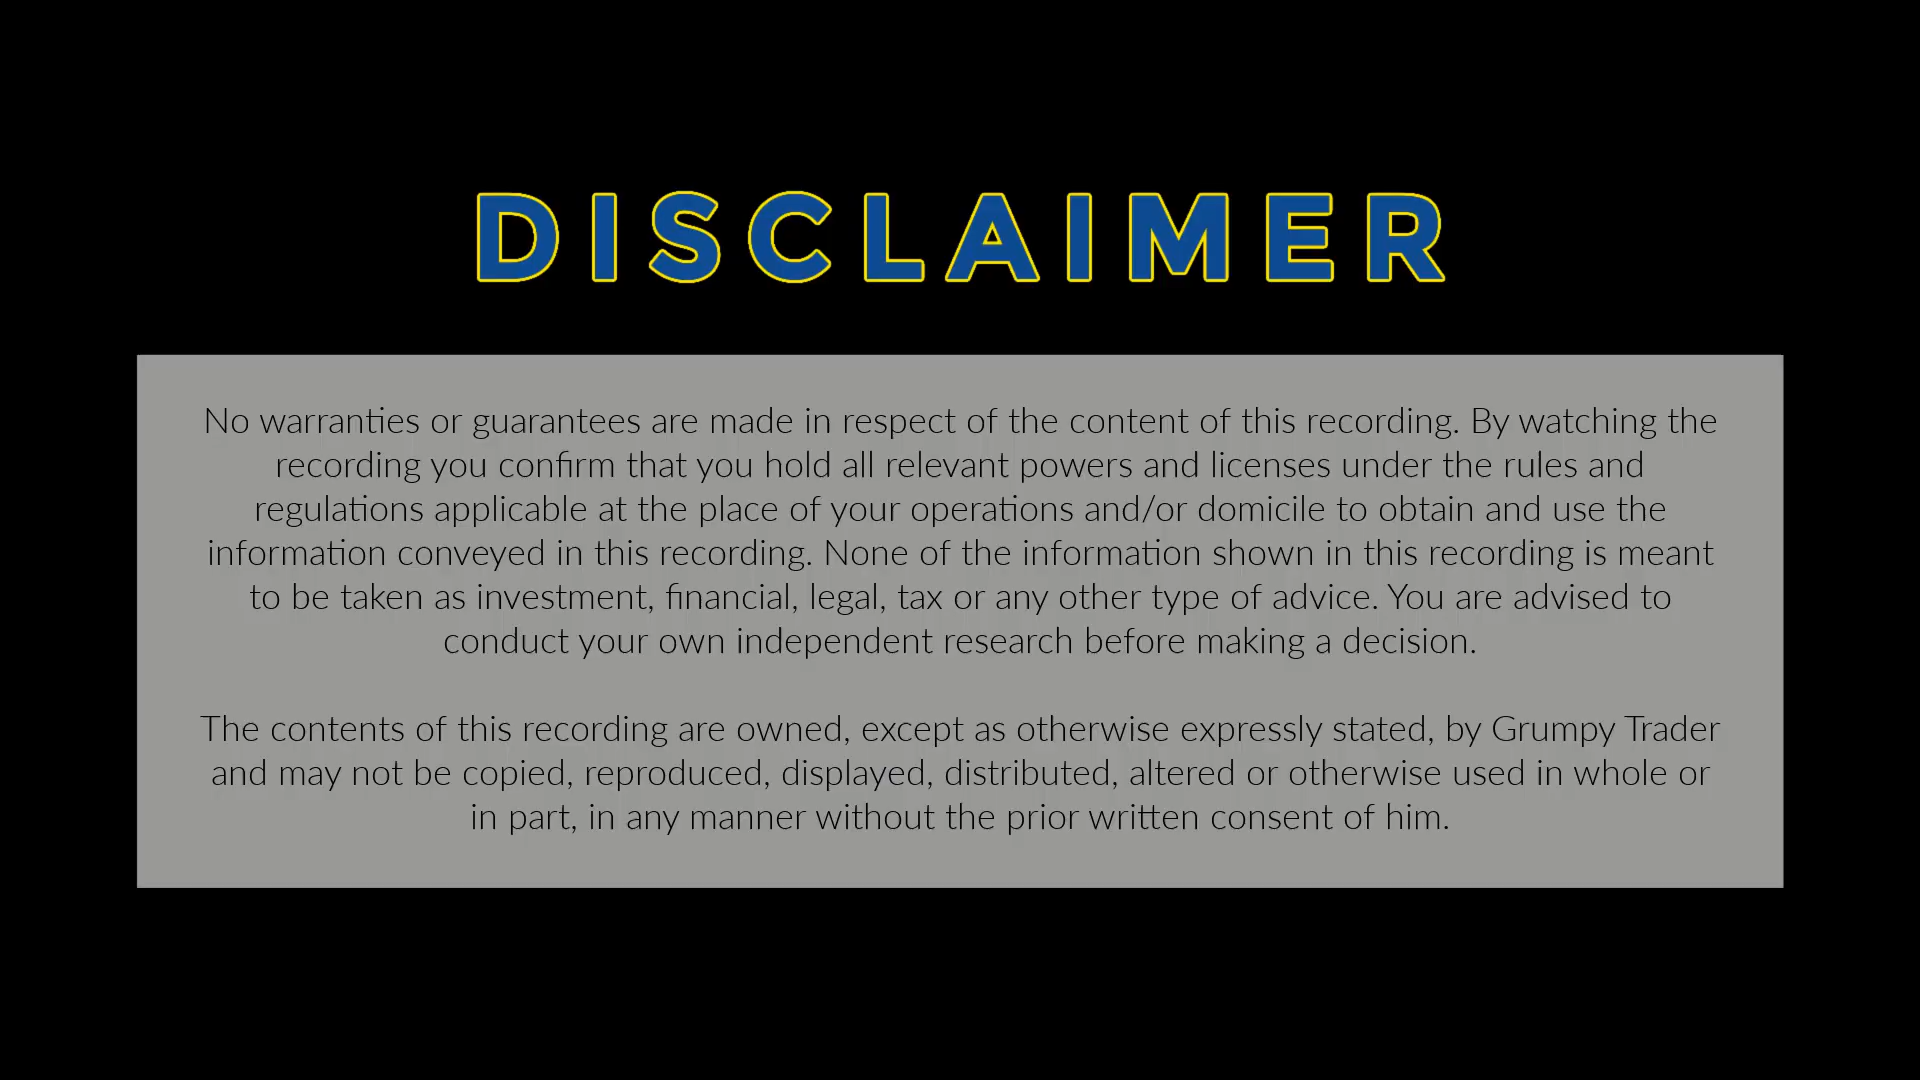 DISCLAIMER
No warranties or guarantees are made in respect of the content of this recording. By watching the
recording you confirm that you hold all relevant powers and licenses under the rules and
regulations applicable at the place of your operations and/or domicile to obtain and use the
information conveyed in this recording. None of the information shown in this recording is meant
to be taken as investment, financial, legal, tax or any other type of advice. You are advised to
conduct your own independent research before making a decision.
The contents of this recording are owned, except as otherwise expressly stated, by Grumpy Trader
and may not be copied, reproduced, displayed, distributed, altered or otherwise used in whole or
in part, in any manner without the prior written consent of him.